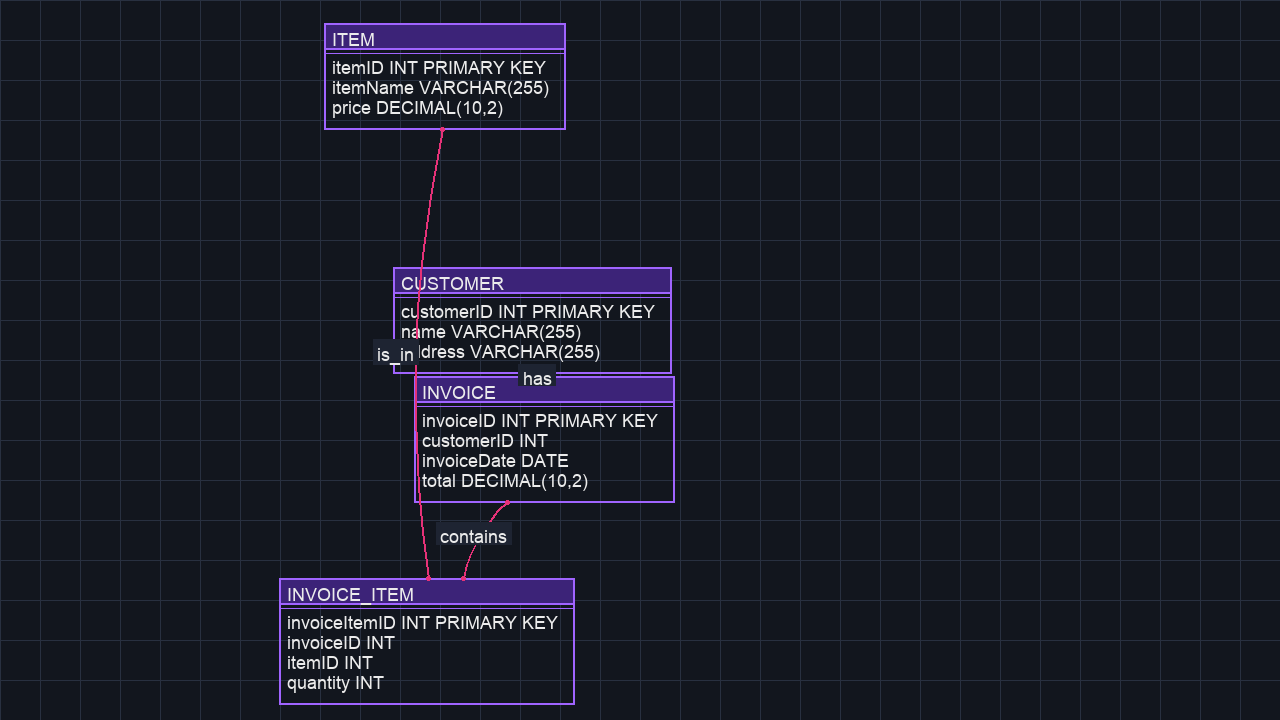 ITEM
itemID INT PRIMARY KEY
itemName VARCHAR(255)
price DECIMAL(10,2)
CUSTOMER
customerID INT PRIMARY KEY
name VARCHAR(255)
is_in
ddress VARCHAR(255)
has
INVOICE
invoiceID INT PRIMARY KEY
customerID INT
invoiceDate DATE
total DECIMAL(10,2)
contains
INVOICE_ITEM
invoiceItemID INT PRIMARY KEY
invoiceID INT
itemID INT
quantity INT